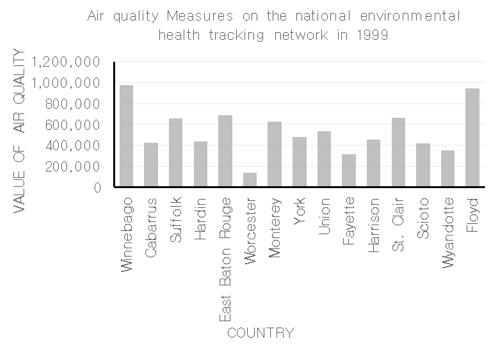 Air quality Measures on the national environmental
health tracking network in 1999
VALUE OF AIR QUALITY
1,200,000
1,000,000
800,000
600,000
400,000
200,000
0
Winnebago
Cabarrus
Suffolk
Hardin
East Baton Rouge
Worcester
Monterey
York
Union
Fayette
Harrison
St. Clair
Scioto
Wyandotte
Floyd
COUNTRY